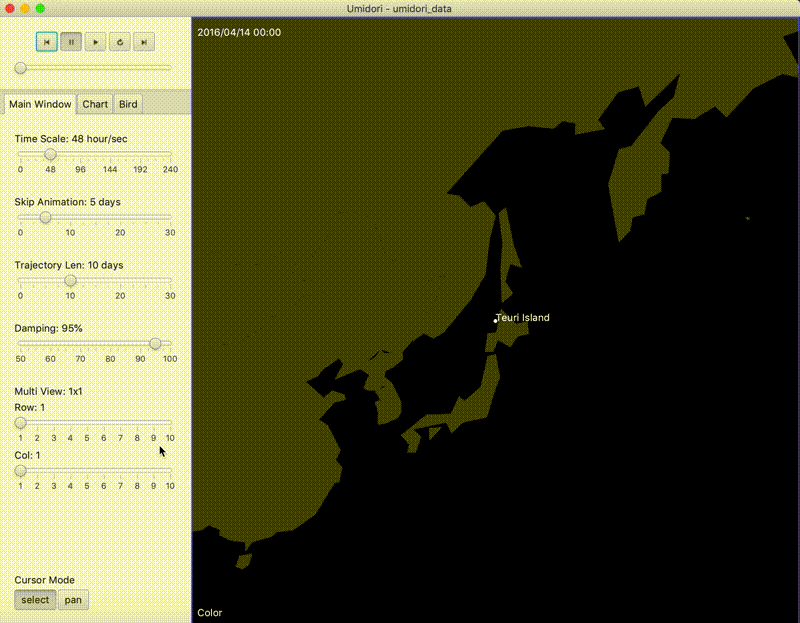 Umidori - umidori_data
2016/04/14 00:00
Main Window Chart Bird
Time Scale: 48 hour/sec
0 48 96 144 192 240
Skip Animation: 5 days
0 10 20 30
Trajectory Len: 10 days
0 10 20 30
Teuri Island
Damping: 95%
50 60 70 80 90 100
Multi View: 1x1
Row: 1
1 2 3 4 5 6 7 8 9 10
Col: 1
1 2 3 4 5 6 7 8 9 10
Cursor Mode
select pan
Color